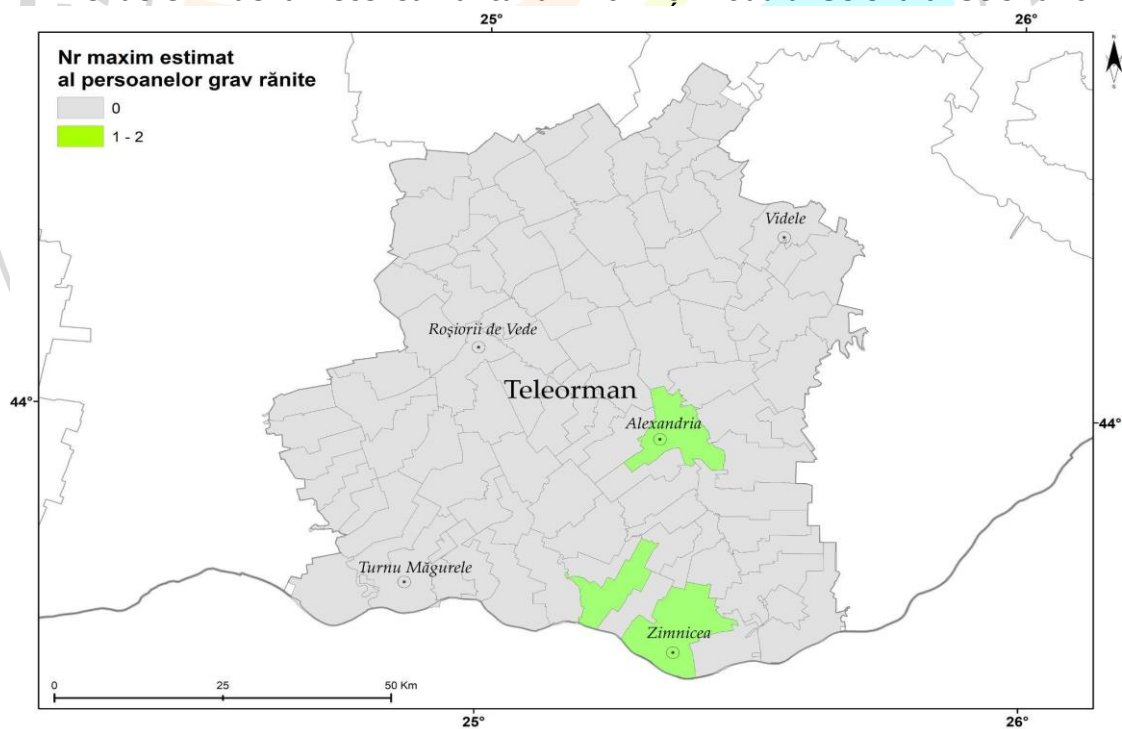 25°
26°
Nr maxim estimat
al persoanelor grav rănite
0
1 - 2
N
Videle
Roșiorii de Vede
Teleorman
44°
Alexandria
44°
Turnu Măgurele
Zimnicea
0
25
50 Km
25°
26°